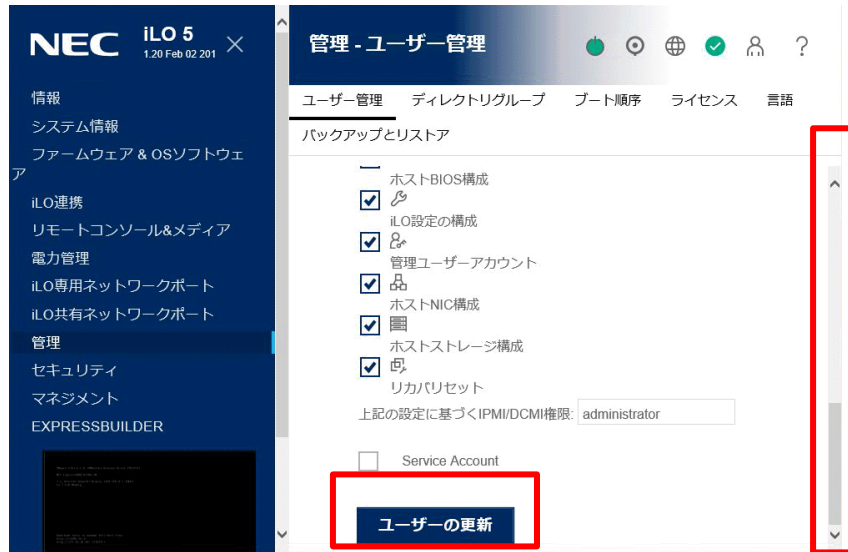 NEC
iLO 5
1.20 Feb 02 201
情報
システム情報
ファームウェア & OSソフトウェ
ア
iLO連携
リモートコンソール&メディア
電力管理
iLO専用ネットワークポート
iLO共有ネットワークポート
管理
セキュリティ
マネジメント
EXPRESSBUILDER
管理 - ユーザー管理
ユーザー管理 ディレクトリグループ ブート順序 ライセンス 言語
バックアップとリストア
ホストBIOS構成
iLO設定の構成
管理ユーザーアカウント
ホストNIC構成
ホストストレージ構成
リカバリセット
上記の設定に基づくIPMI/DCMI権限: administrator
Service Account
ユーザーの更新